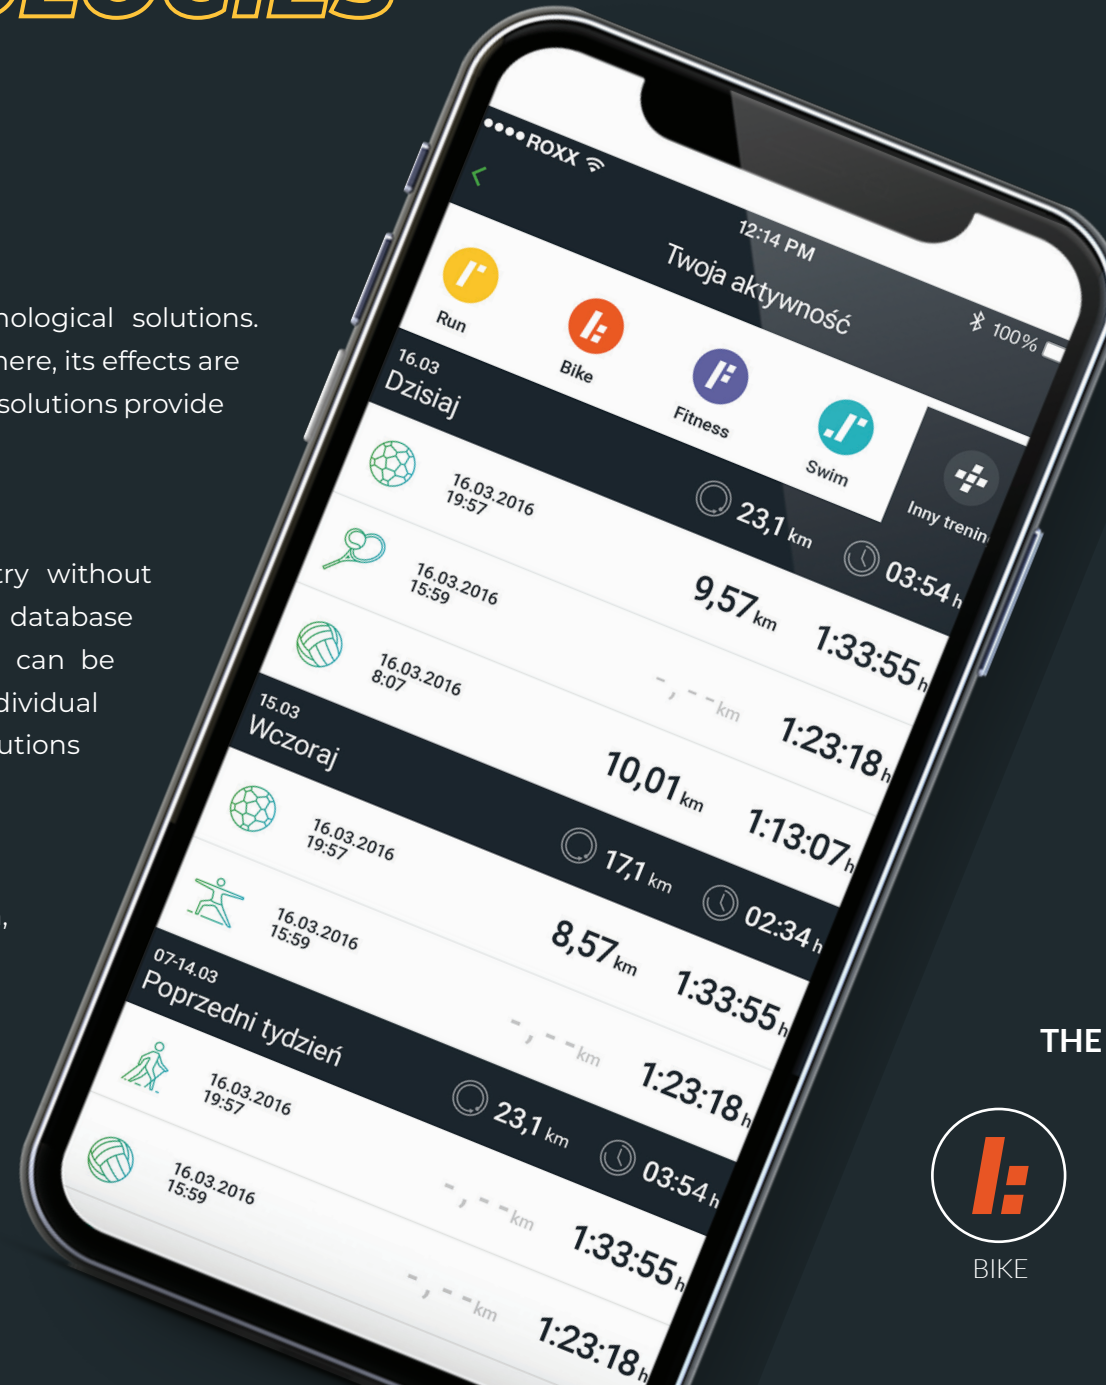 nological solutions.
here, its effects are
solutions provide
try without
database
can be
dividual
utions
ROXX
12:14 PM
100%
Twoja aktywność
Run
Bike
Fitness
Swim
Inny trenin
16.03
Dzisiaj
23,1 km
03:54 h
16.03.2016
19:57
9,57 km
1:33:55 h
16.03.2016
15:59
-,-- km
1:23:18 h
16.03.2016
8:07
10,01 km
1:13:07 h
15.03
Wczoraj
17,1 km
02:34 h
16.03.2016
19:57
8,57 km
1:33:55 h
16.03.2016
15:59
-,-- km
1:23:18 h
07-14.03
Poprzedni tydzień
23,1 km
03:54 h
16.03.2016
19:57
-,-- km
1:33:55 h
16.03.2016
15:59
-,-- km
1:23:18 h
THE
BIKE